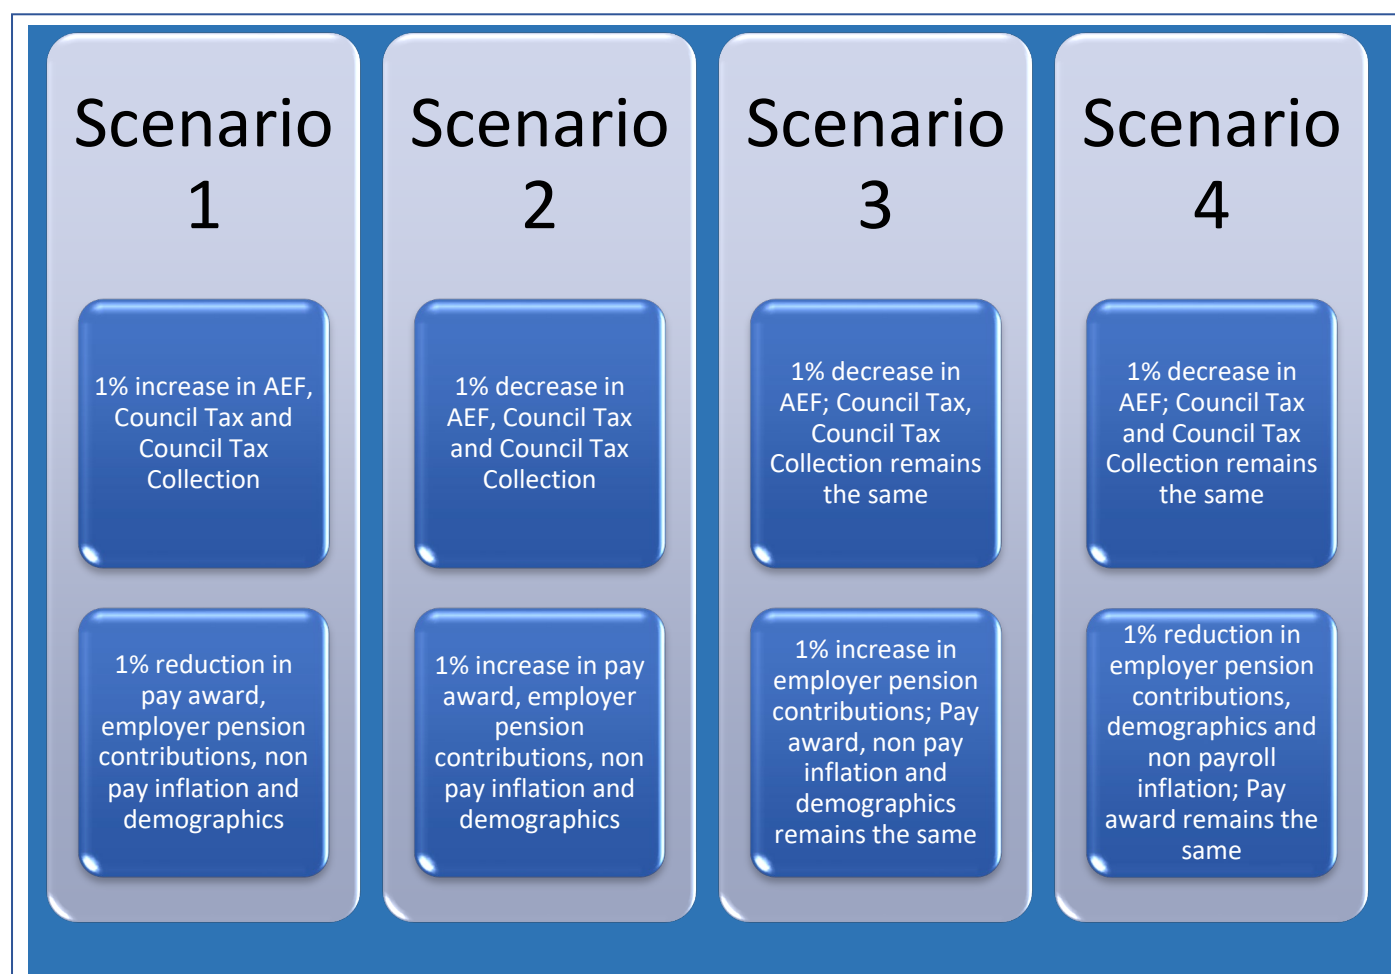 Scenario
1
1% increase in AEF,
Council Tax and
Council Tax
Collection
1% reduction in
pay award,
employer pension
contributions, non
pay inflation and
demographics
Scenario
2
1% decrease in
AEF, Council Tax
and Council Tax
Collection
1% increase in pay
award, employer
pension
contributions, non
pay inflation and
demographics
Scenario
3
1% decrease in
AEF; Council Tax,
Council Tax
Collection remains
the same
1% increase in
employer pension
contributions; Pay
award, non pay
inflation and
demographics
remains the same
Scenario
4
1% decrease in
AEF; Council Tax
and Council Tax
Collection remains
the same
1% reduction in
employer pension
contributions,
demographics and
non payroll
inflation; Pay
award remains the
same